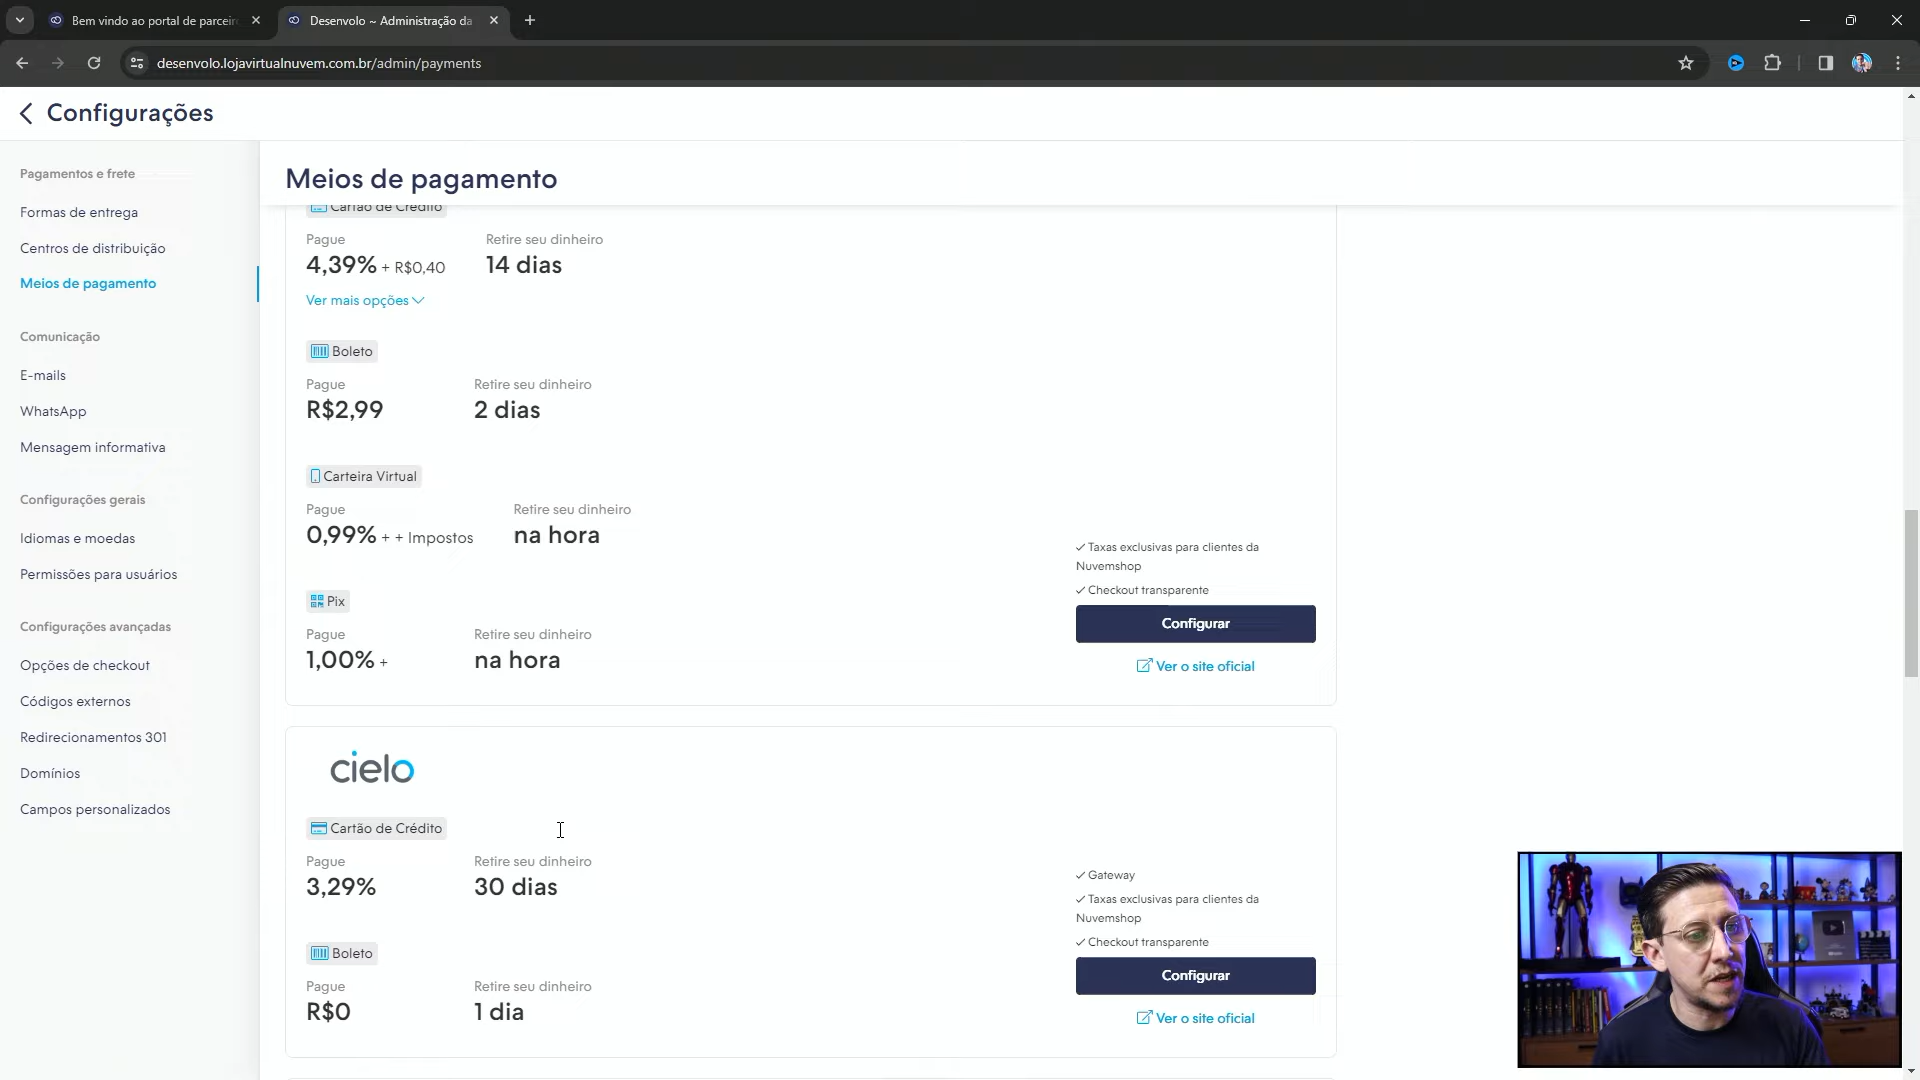 Bem vindo ao portal de parceir
Desenvolo ~ Administração da
desenvolo.lojavirtualnuvem.com.br/admin/payments
Configurações
Pagamentos e frete
Formas de entrega
Centros de distribuição
Meios de pagamento
Comunicação
E-mails
WhatsApp
Mensagem informativa
Configurações gerais
Idiomas e moedas
Permissões para usuários
Configurações avançadas
Opções de checkout
Códigos externos
Redirecionamentos 301
Domínios
Campos personalizados
Meios de pagamento
Cartão de Crédito
Pague
Retire seu dinheiro
4,39% + R$0,40
14 dias
Ver mais opções
Boleto
Pague
Retire seu dinheiro
R$2,99
2 dias
Carteira Virtual
Pague
Retire seu dinheiro
0,99% + + Impostos
na hora
Pix
Pague
Retire seu dinheiro
1,00% +
na hora
✓ Taxas exclusivas para clientes da
Nuvemshop
✓ Checkout transparente
Configurar
Ver o site oficial
cielo
Cartão de Crédito
Pague
Retire seu dinheiro
3,29%
30 dias
Boleto
Pague
Retire seu dinheiro
R$0
1 dia
✓ Gateway
✓ Taxas exclusivas para clientes da
Nuvemshop
✓ Checkout transparente
Configurar
Ver o site oficial